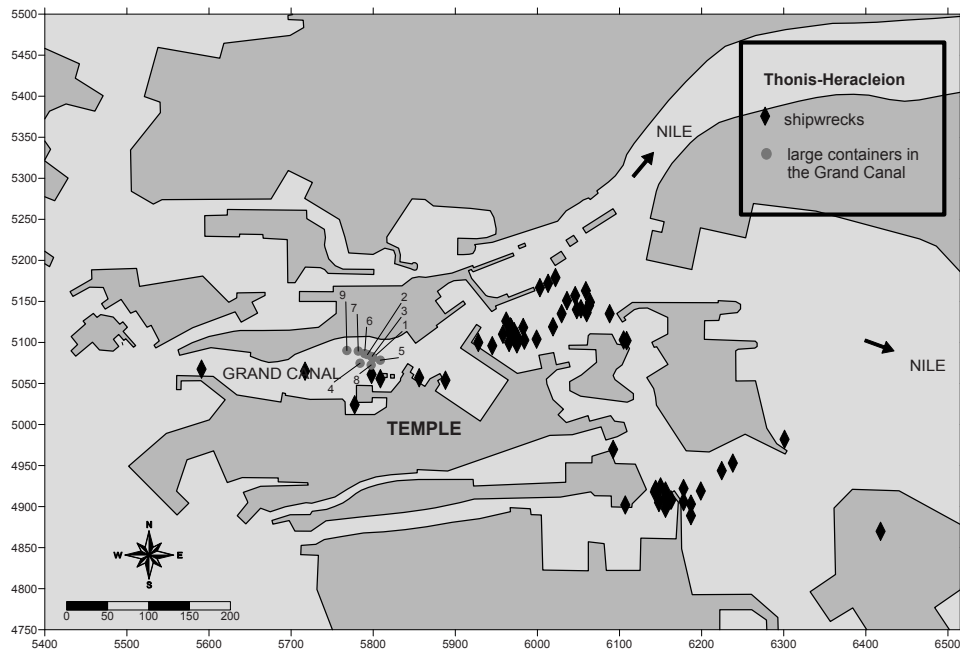 5500
5450
5400
5350
5300
5250
5200
5150
5100
5050
5000
4950
4900
4850
4800
4750
5400 5500 5600 5700 5800 5900 6000 6100 6200 6300 6400 6500
Thonis-Heracleion
shipwrecks
large containers in
the Grand Canal
NILE
NILE
9
7
6
2
3
1
5
4
8
GRAND CANAL
TEMPLE
N
W E
S
0 50 100 150 200